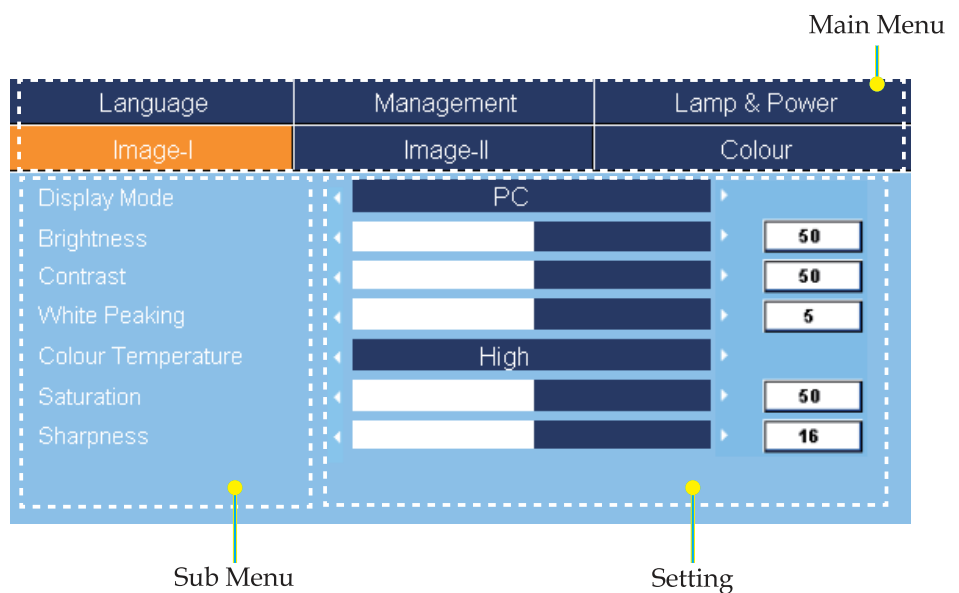 Main Menu
Language Management Lamp & Power
Image-I Image-II Colour
Display Mode PC
Brightness 50
Contrast 50
White Peaking 5
Colour Temperature High
Saturation 50
Sharpness 16
Sub Menu Setting